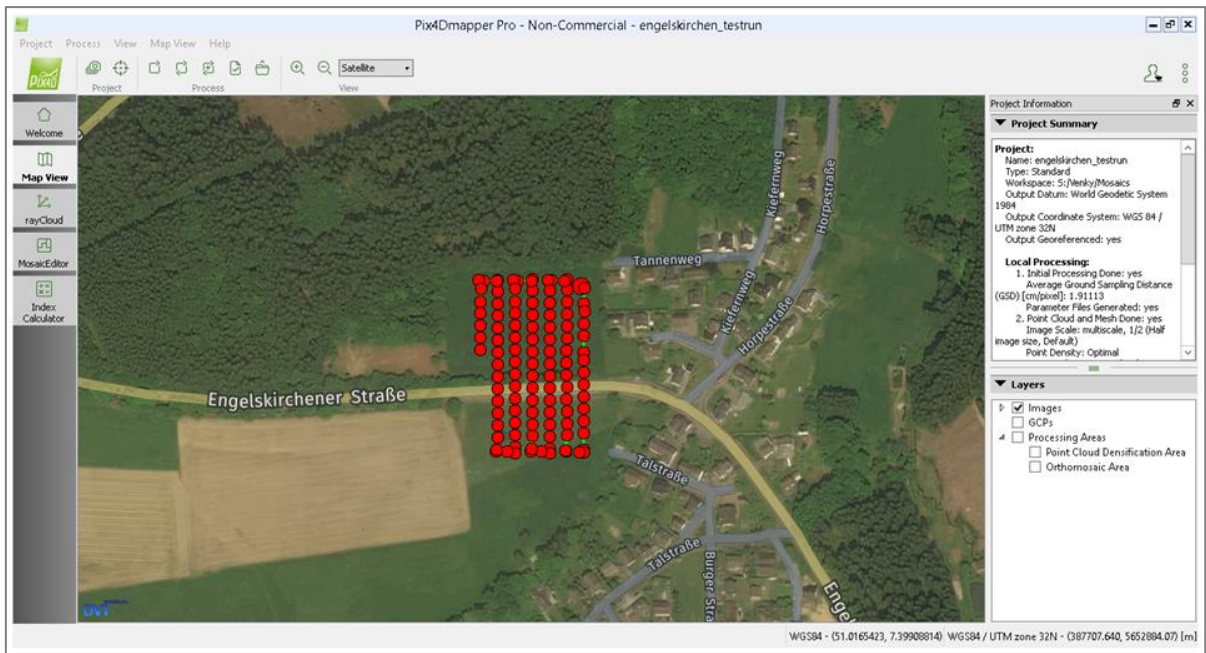 Pix4Dmapper Pro - Non-Commercial - engelskirchen_testrun
Project Process View Map View Help
PIX4D
Satellite
Project Process View
Welcome
Map View
rayCloud
MosaicEditor
Index
Calculator
Kiefernweg
Horpestraße
Tannenweg
Kiefernweg
Horpestraße
Engelskirchener Straße
Talstraße
Talstraße
Burger Stra
Engel
Project Information
Project Summary
Project:
Name: engelskirchen_testrun
Type: Standard
Workspace: S:/Venky/Mosaics
Output Datum: World Geodetic System
1984
Output Coordinate System: WGS 84 /
UTM zone 32N
Output Georeferenced: yes
Local Processing:
1. Initial Processing Done: yes
Average Ground Sampling Distance
(GSD) [cm/pixel]: 1.91113
Parameter Files Generated: yes
2. Point Cloud and Mesh Done: yes
Image Scale: multiscale, 1/2 (Half
image size, Default)
Point Density: Optimal
Layers
Images
GCPs
Processing Areas
Point Cloud Densification Area
Orthomosaic Area
WGS84 - (51.0165423, 7.39908814) WGS84 / UTM zone 32N - (387707.640, 5652884.07) [m]